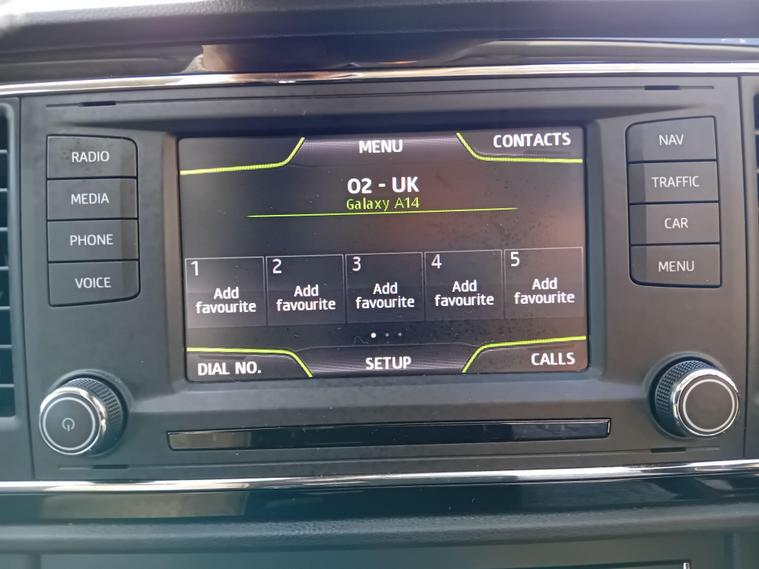 RADIO
MEDIA
PHONE
VOICE
MENU
CONTACTS
O2 - UK
Galaxy A14
1
Add
favourite
2
Add
favourite
3
Add
favourite
4
Add
favourite
5
Add
favourite
DIAL NO.
SETUP
CALLS
NAV
TRAFFIC
CAR
MENU